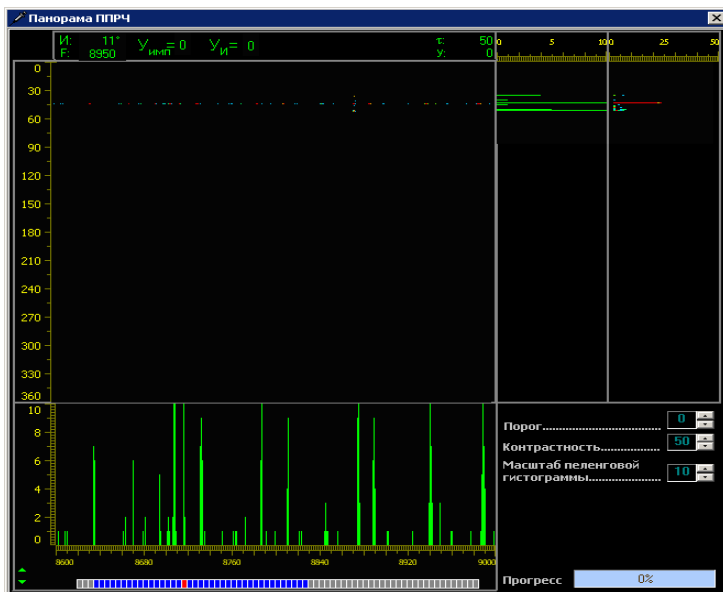 Панорама ППРЧ
И: 11° Уимп= 0 Уи= 0 τ: 50
F: 8950 У: 0
0 5 10 0 25 50
0
30
60
90
120
150
180
210
240
270
300
330
360
10
8
6
4
2
0
8600 8680 8760 8840 8920 9000
Порог 0
Контрастность 50
Масштаб пеленговой
гистограммы 10
Прогресс 0%